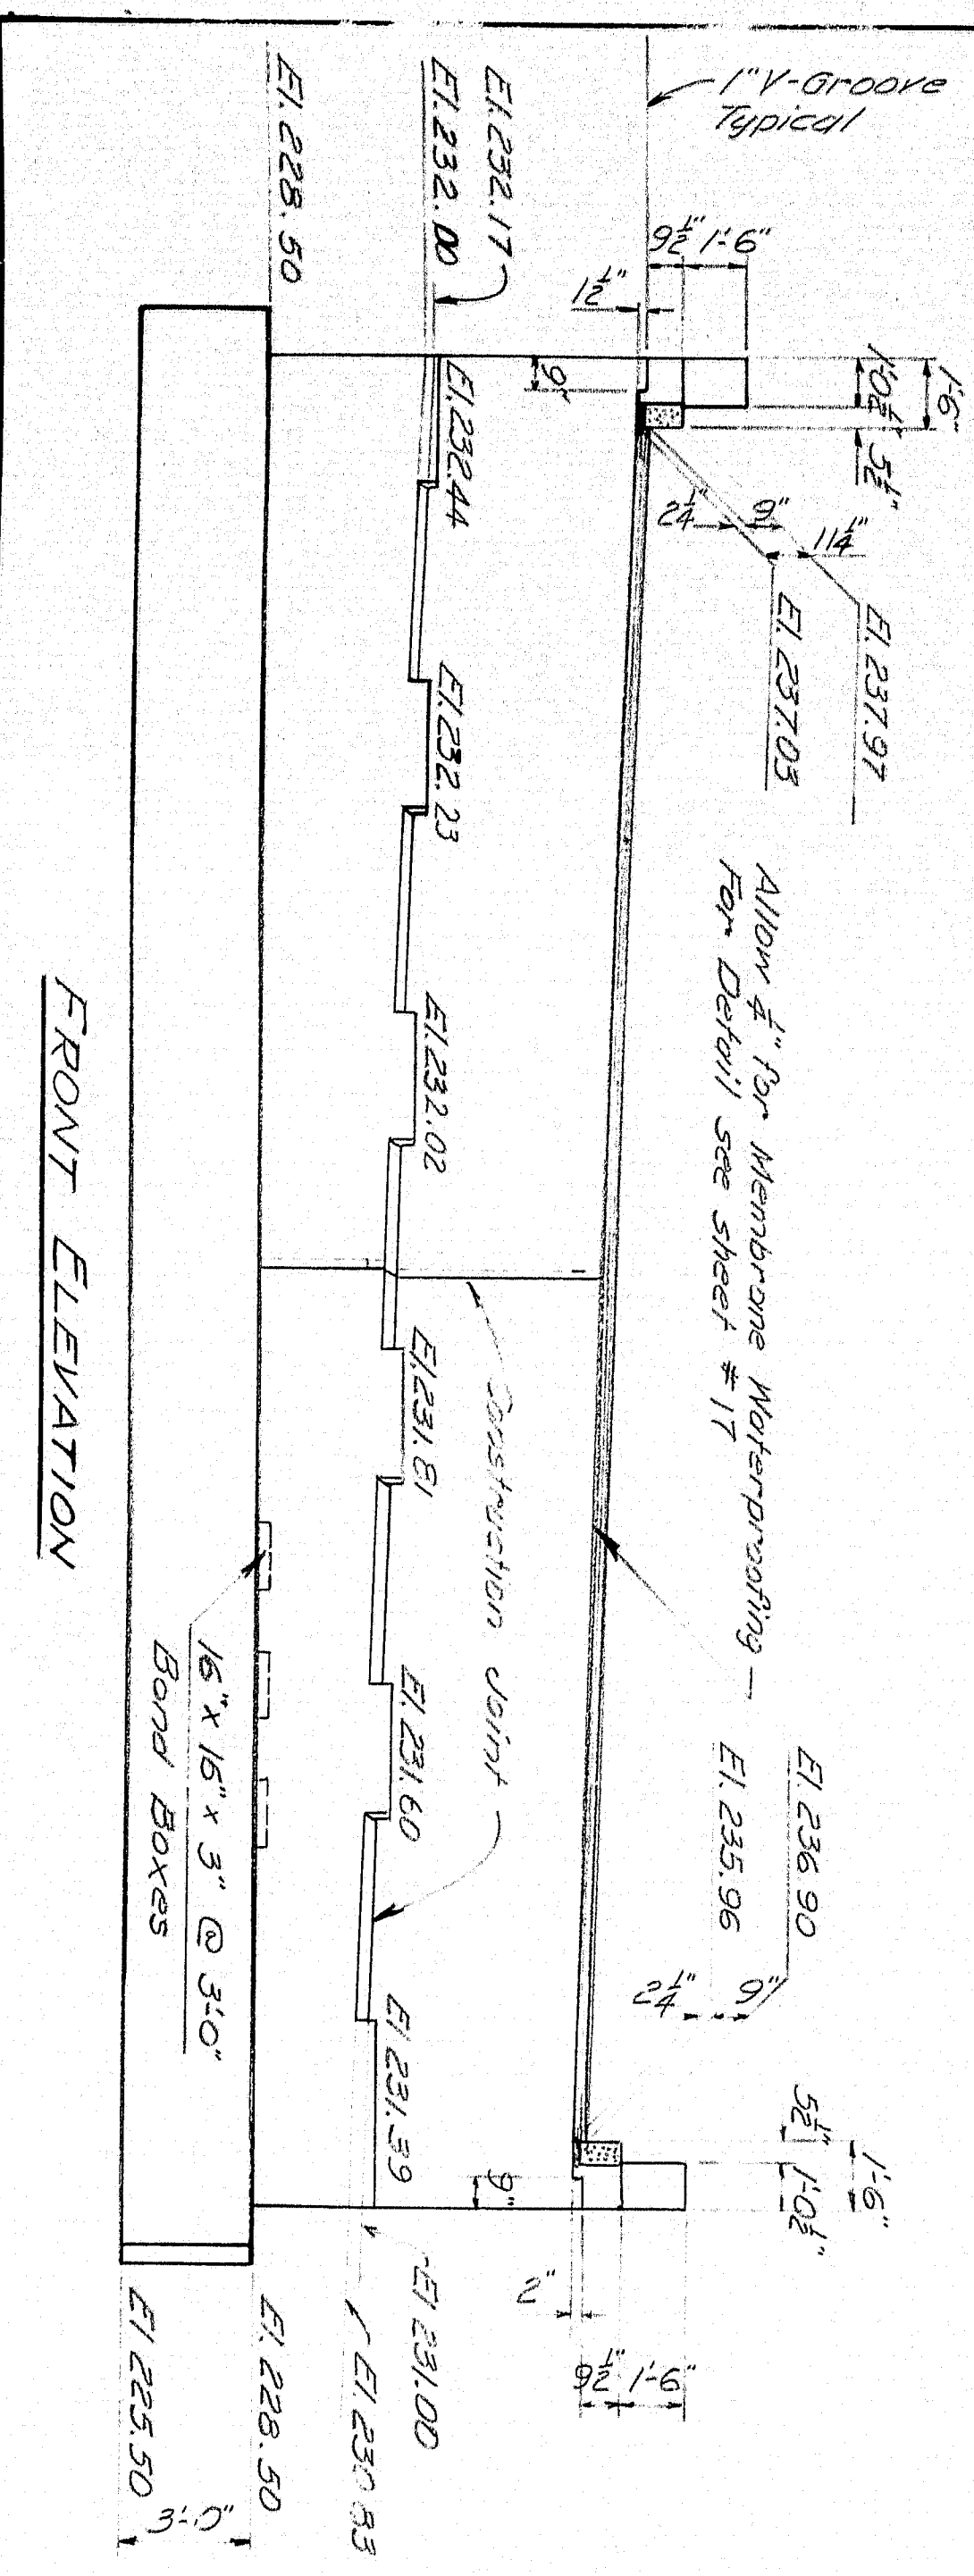 1" V-Groove
Typical
9½" 1'-6"
1½"
9"
1'-0½"
5½"
1'-6"
2¼"
9"
11¼"
El. 237.97
El. 237.03
El. 232.17
El. 232.00
El. 228.50
El. 232.44
El. 232.23
El. 232.02
El. 231.81
El. 231.60
El. 231.39
Allow ¼" for Membrane Waterproofing
For Detail see sheet #17
Construction Joint
El. 236.90
El. 235.96
9"
2¼"
5½"
1'-0½"
1'-6"
9"
2"
9½" 1'-6"
El 231.00
El. 230.83
El. 228.50
El 225.50
3'-0"
16" x 16" x 3" @ 3'-0"
Bond Boxes
FRONT ELEVATION